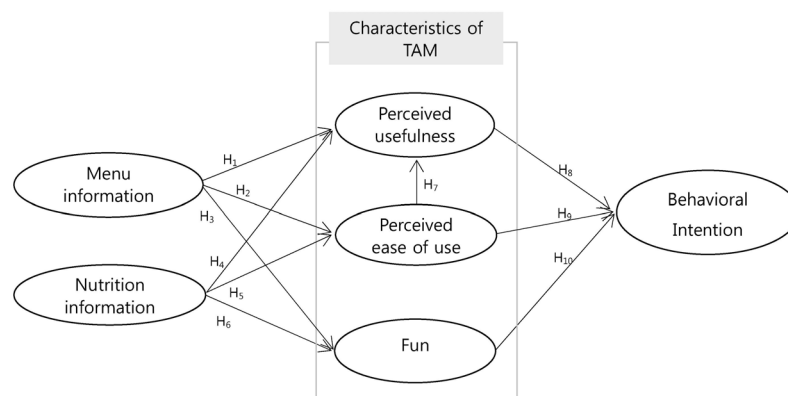 Characteristics of
TAM
Perceived
usefulness
Menu
information
H1
H2
H3
H7
H8
Behavioral
Intention
Perceived
ease of use
H9
H4
Nutrition
information
H5
H6
H10
Fun